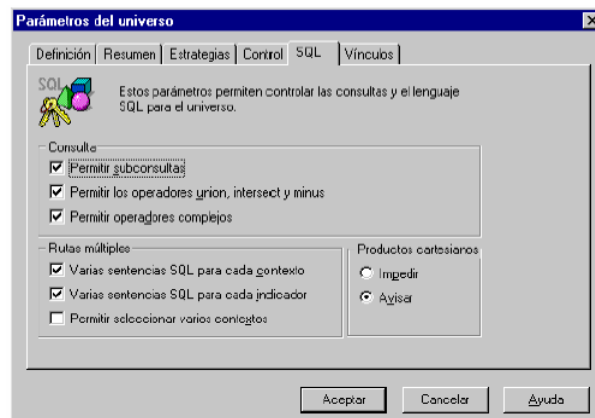 Parámetros del universo
Definición Resumen Estrategias Control SQL Vínculos
SQL
Estos parámetros permiten controlar las consultas y el lenguaje
SQL para el universo.
Consulta
Permitir subconsultas
Permitir los operadores union, intersect y minus
Permitir operadores complejos
Rutas múltiples
Varias sentencias SQL para cada contexto
Varias sentencias SQL para cada indicador
Permitir seleccionar varios contextos
Productos cartesianos
Impedir
Avisar
Aceptar Cancelar Ayuda